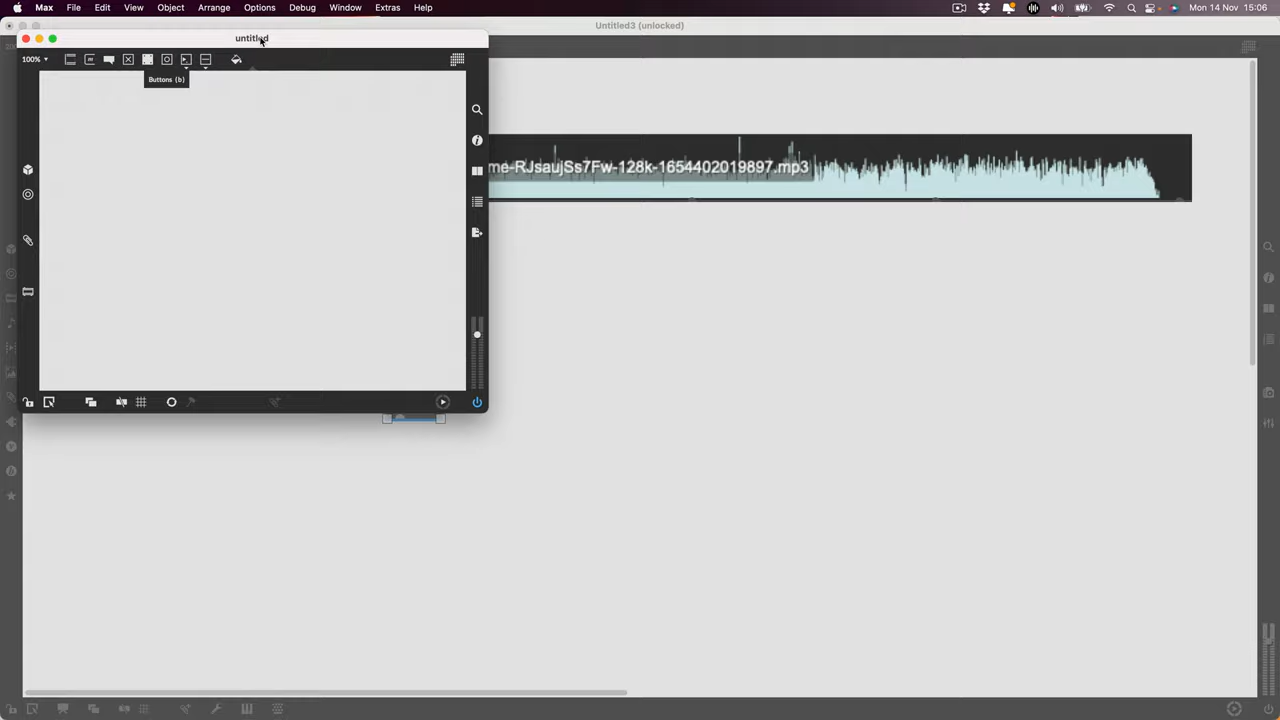 Max File Edit View Object Arrange Options Debug Window Extras Help Mon 14 Nov 15:06
Untitled3 (unlocked)
untitled
100%
Buttons (b)
me-RJsaujSs7Fw-128k-1654402019897.mp3